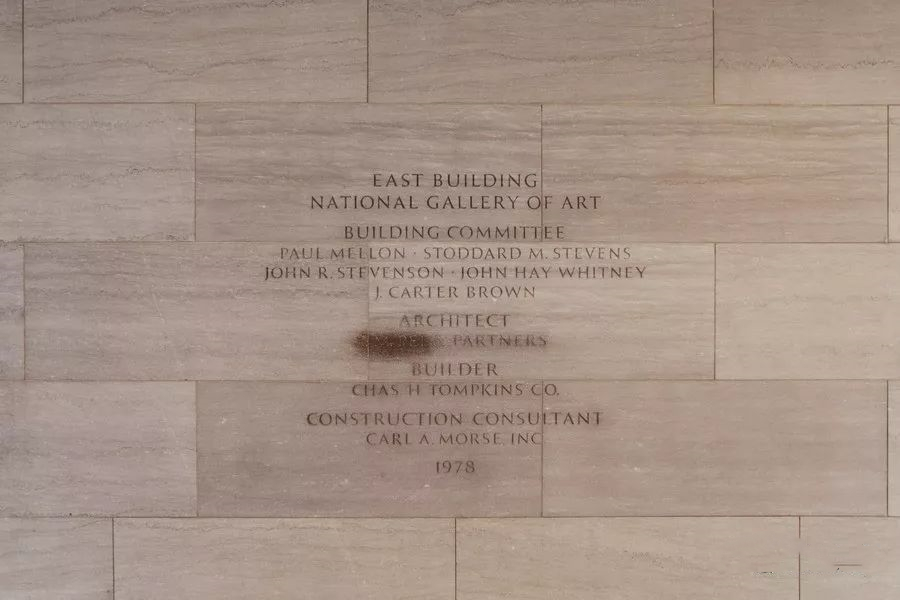 EAST BUILDING
NATIONAL GALLERY OF ART
BUILDING COMMITTEE
PAUL MELLON · STODDARD M. STEVENS
JOHN R. STEVENSON · JOHN HAY WHITNEY
J. CARTER BROWN
ARCHITECT
PARTNERS
BUILDER
CHAS H TOMPKINS CO.
CONSTRUCTION CONSULTANT
CARL A. MORSE, INC
1978